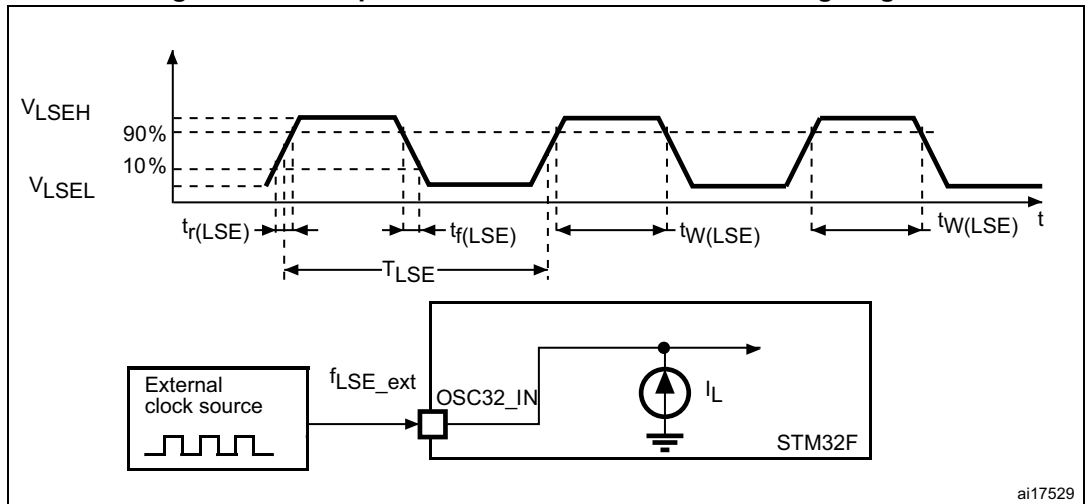 VLSEH
90%
10%
VLSEL
tr(LSE)
tf(LSE)
tW(LSE)
tW(LSE)
t
TLSE
External
clock source
fLSE_ext
OSC32_IN
IL
STM32F
ai17529